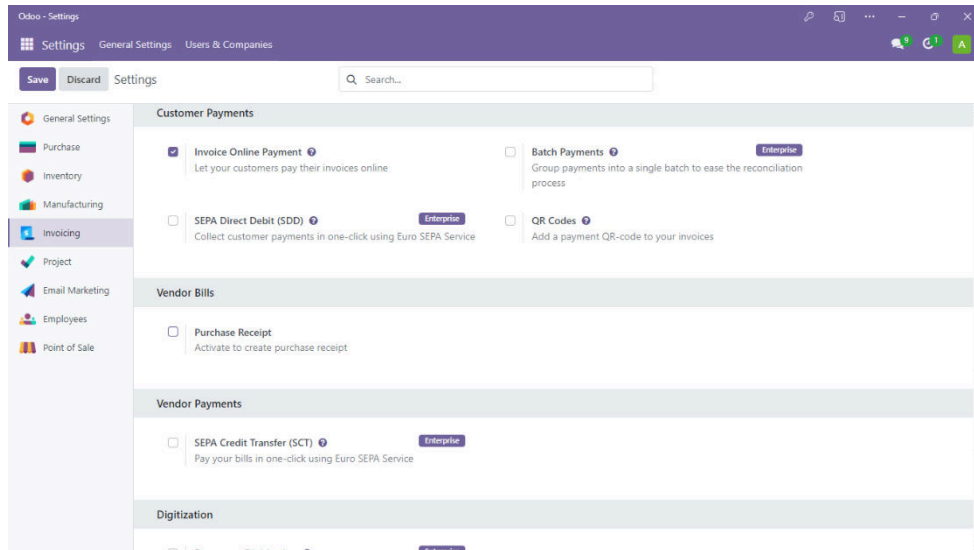 Odoo - Settings
Settings General Settings Users & Companies
9 1 A
Save Discard Settings
Search...
General Settings
Purchase
Inventory
Manufacturing
Invoicing
Project
Email Marketing
Employees
Point of Sale
Customer Payments
Invoice Online Payment ?
Let your customers pay their invoices online
Batch Payments ? Enterprise
Group payments into a single batch to ease the reconciliation
process
SEPA Direct Debit (SDD) ? Enterprise
Collect customer payments in one-click using Euro SEPA Service
QR Codes ?
Add a payment QR-code to your invoices
Vendor Bills
Purchase Receipt
Activate to create purchase receipt
Vendor Payments
SEPA Credit Transfer (SCT) ? Enterprise
Pay your bills in one-click using Euro SEPA Service
Digitization